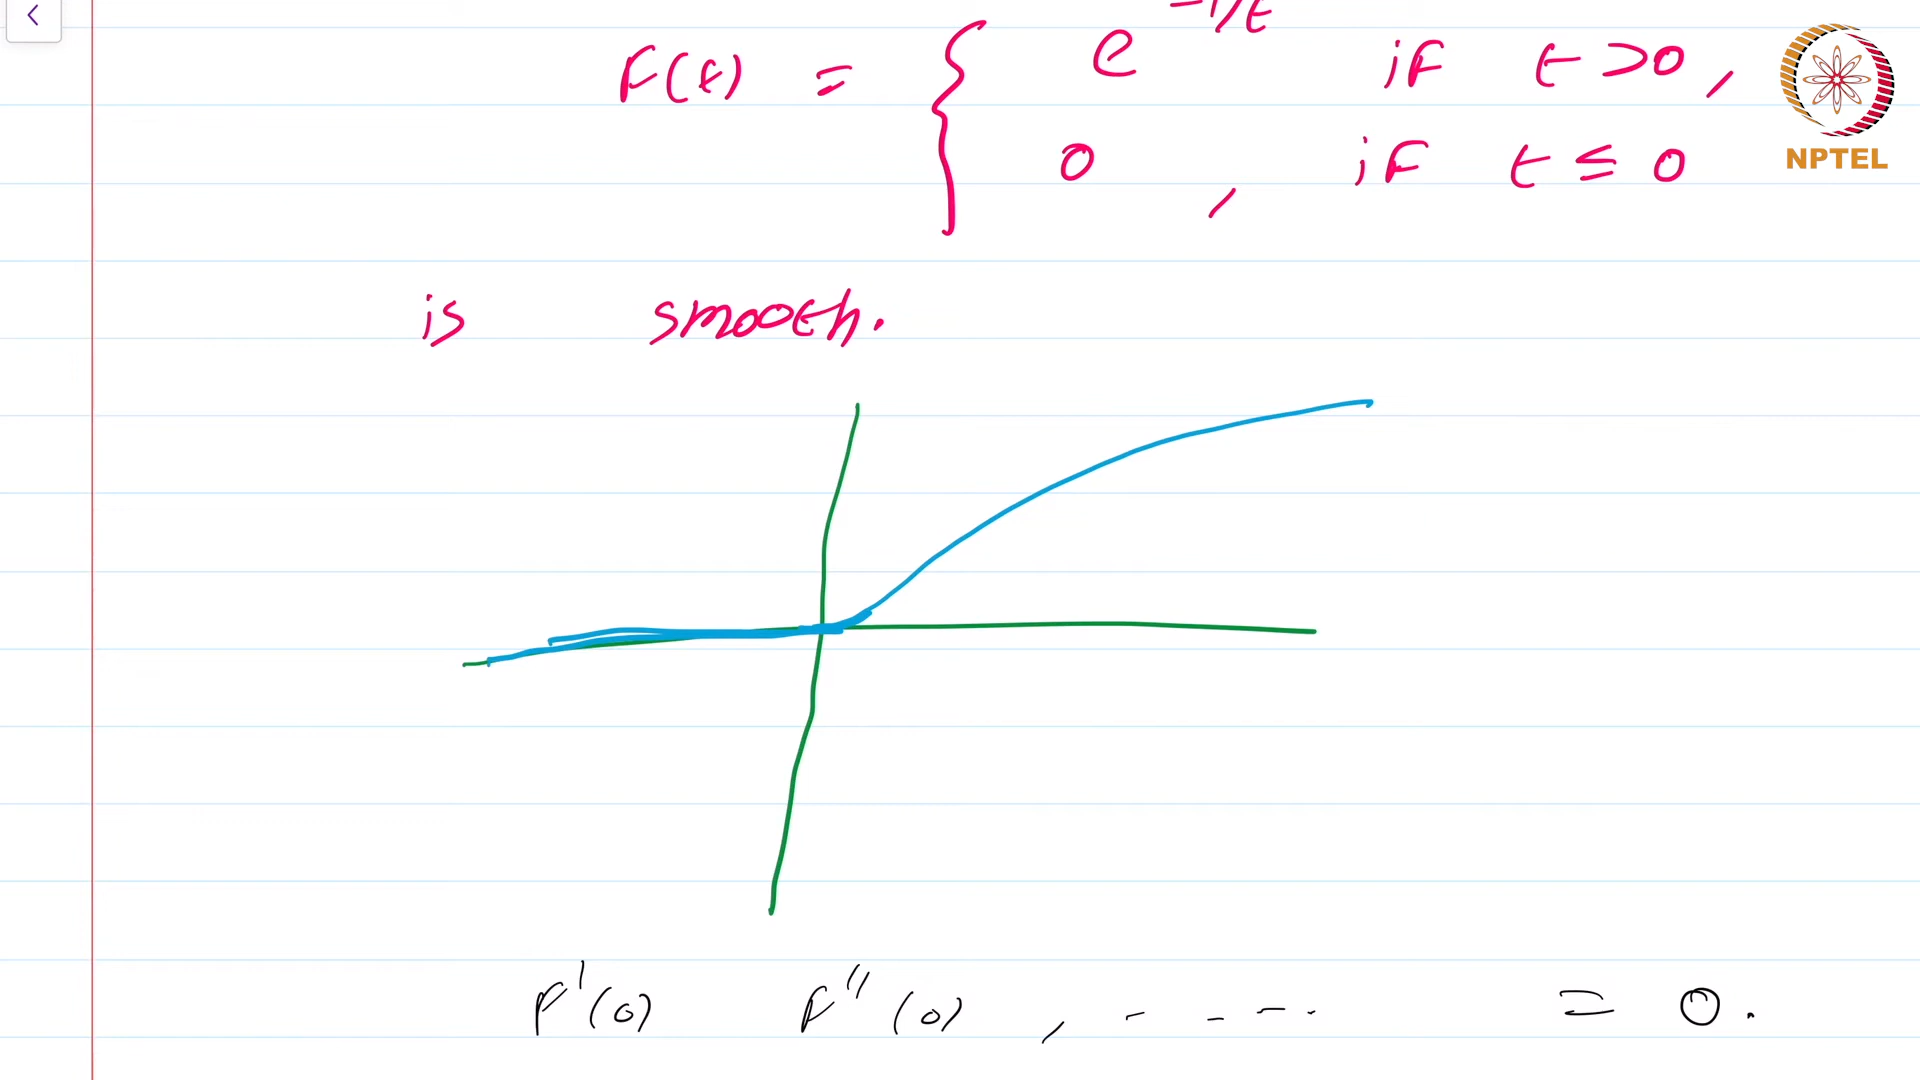 F(t) = { e^{-1/t} if t > 0,
0 , if t ≤ 0
NPTEL
is smooth.
F'(0) F''(0) , - - - . = 0 .